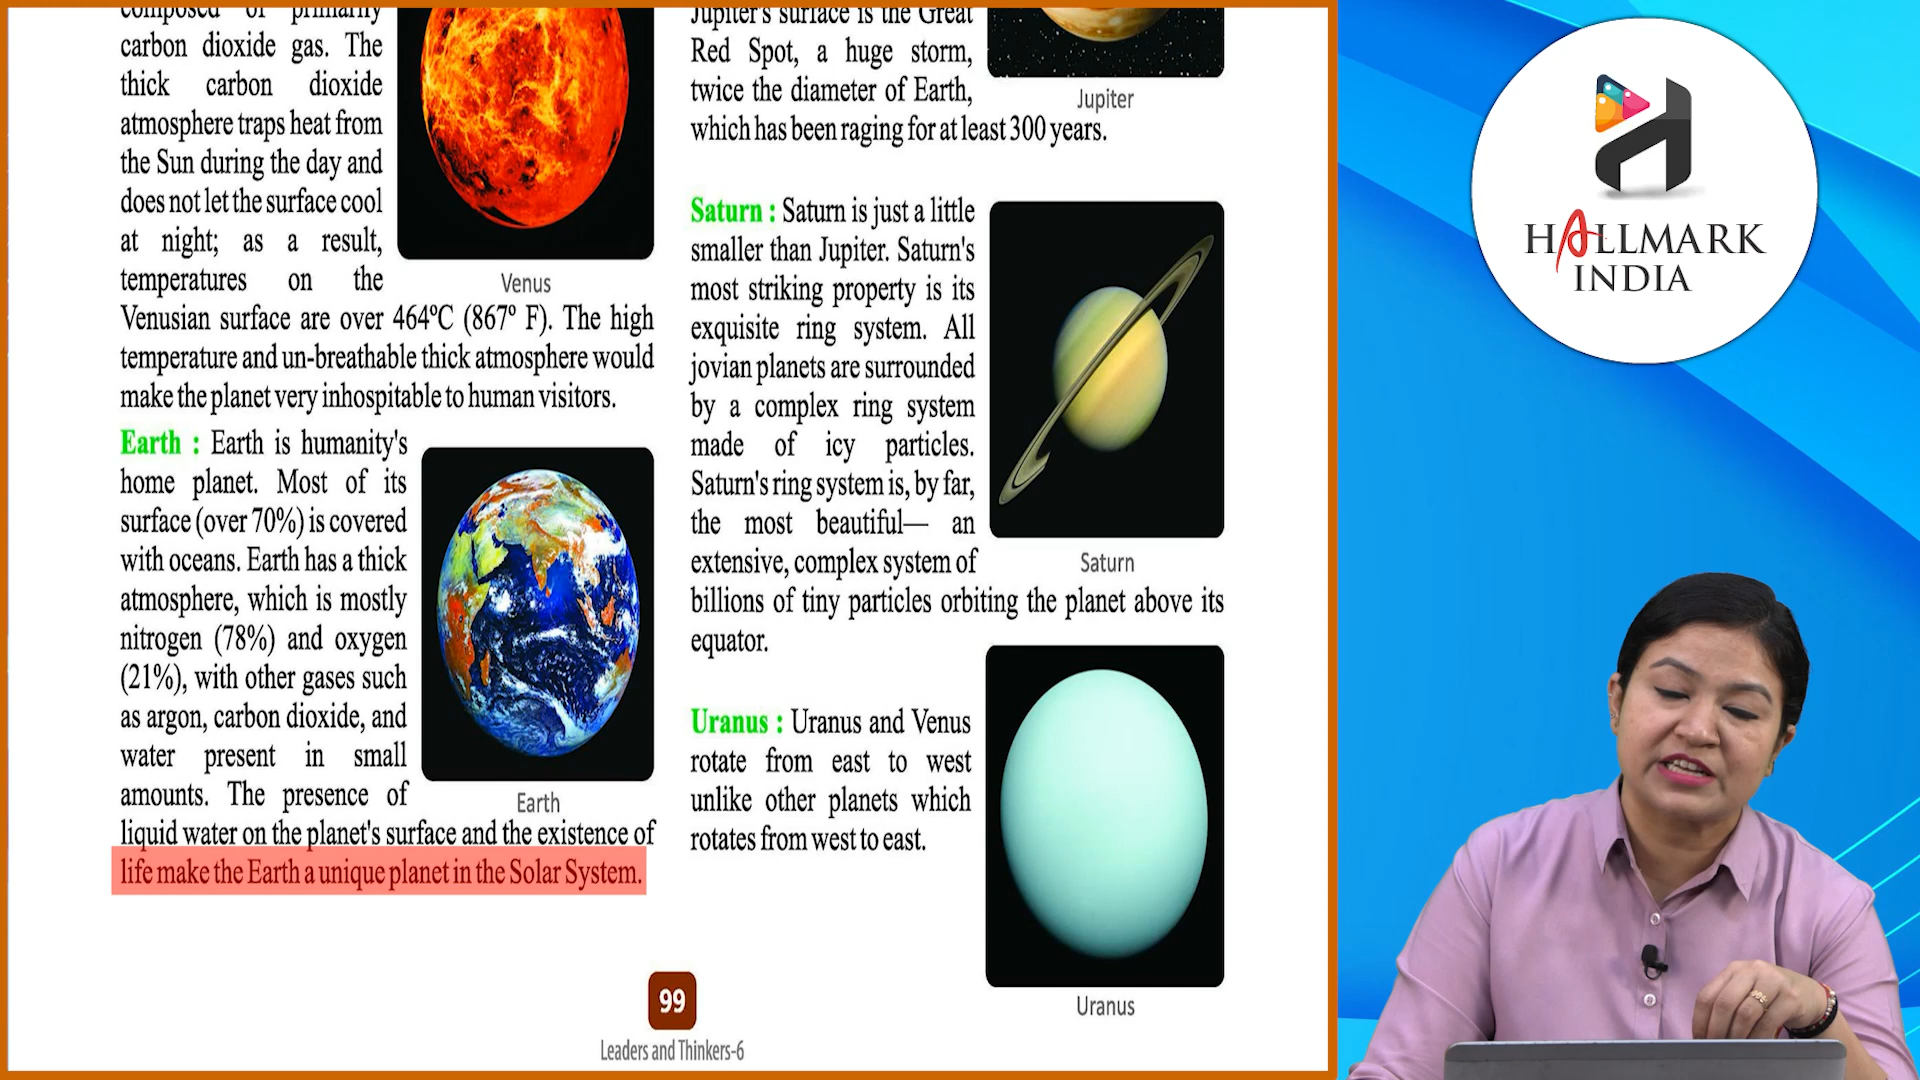 composed of primarily
carbon dioxide gas. The
thick carbon dioxide
atmosphere traps heat from
the Sun during the day and
does not let the surface cool
at night; as a result,
temperatures on the
Venusian surface are over 464ºC (867º F). The high
temperature and un-breathable thick atmosphere would
make the planet very inhospitable to human visitors.
Venus
Earth : Earth is humanity's
home planet. Most of its
surface (over 70%) is covered
with oceans. Earth has a thick
atmosphere, which is mostly
nitrogen (78%) and oxygen
(21%), with other gases such
as argon, carbon dioxide, and
water present in small
amounts. The presence of
liquid water on the planet's surface and the existence of
life make the Earth a unique planet in the Solar System.
Earth
Jupiter's surface is the Great
Red Spot, a huge storm,
twice the diameter of Earth,
which has been raging for at least 300 years.
Jupiter
Saturn : Saturn is just a little
smaller than Jupiter. Saturn's
most striking property is its
exquisite ring system. All
jovian planets are surrounded
by a complex ring system
made of icy particles.
Saturn's ring system is, by far,
the most beautiful— an
extensive, complex system of
billions of tiny particles orbiting the planet above its
equator.
Saturn
Uranus : Uranus and Venus
rotate from east to west
unlike other planets which
rotates from west to east.
Uranus
99
Leaders and Thinkers-6
HALLMARK
INDIA